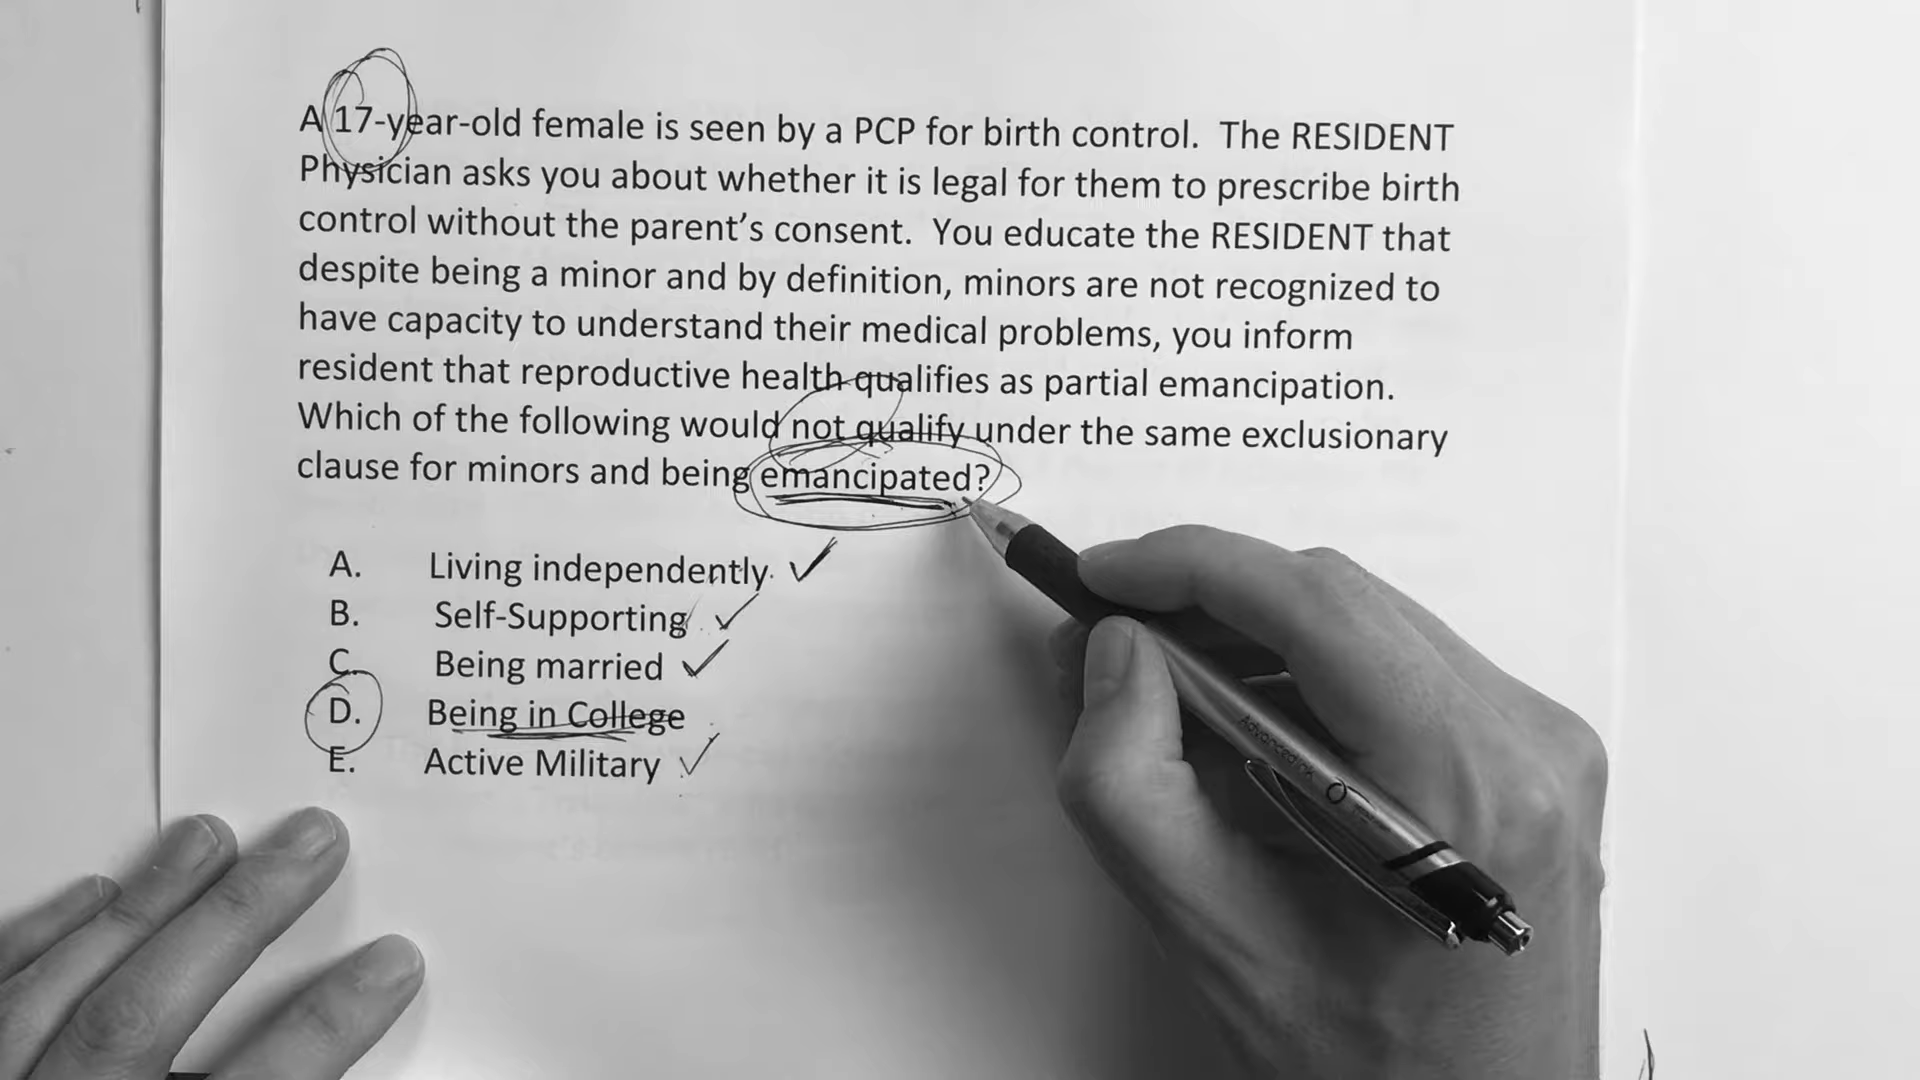 A 17-year-old female is seen by a PCP for birth control. The RESIDENT
Physician asks you about whether it is legal for them to prescribe birth
control without the parent's consent. You educate the RESIDENT that
despite being a minor and by definition, minors are not recognized to
have capacity to understand their medical problems, you inform
resident that reproductive health qualifies as partial emancipation.
Which of the following would not qualify under the same exclusionary
clause for minors and being emancipated?
A. Living independently
B. Self-Supporting
C. Being married
D. Being in College
E. Active Military
Advanced Ink